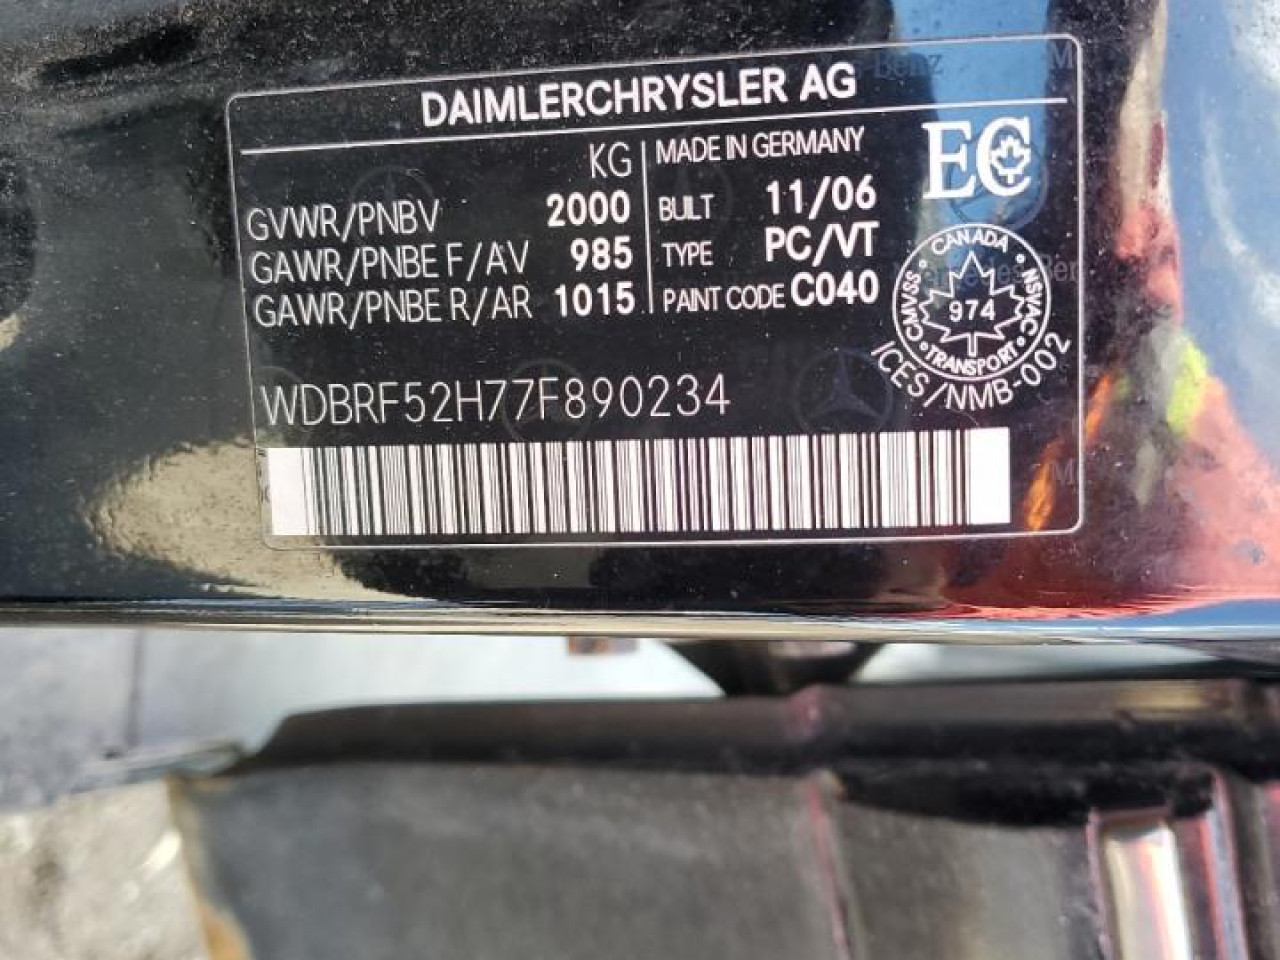 DAIMLERCHRYSLER AG
KG
GVWR/PNBV 2000
GAWR/PNBE F/AV 985
GAWR/PNBE R/AR 1015
MADE IN GERMANY
BUILT 11/06
TYPE PC/VT
PAINT CODE C040
EC
CANADA
CMVSS 974 NSVAC
TRANSPORT
ICES/NMB-002
WDBRF52H77F890234